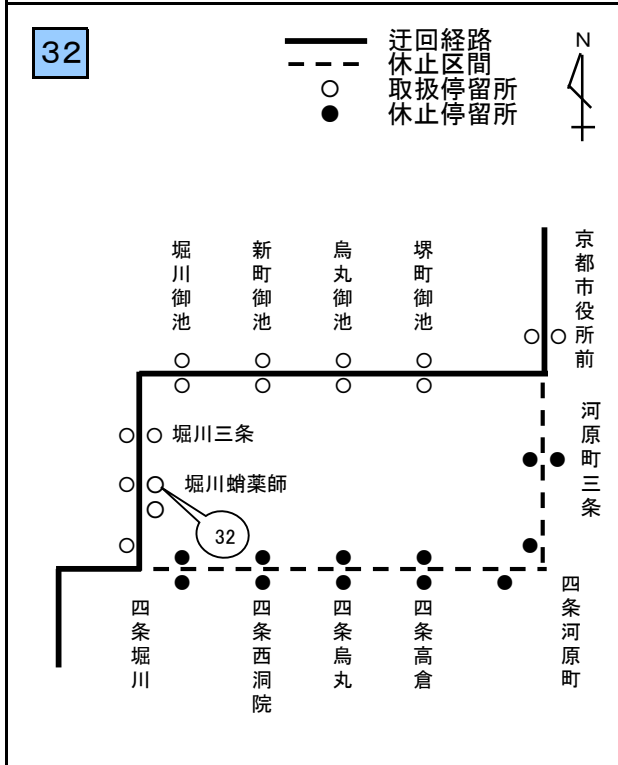 32
迂回経路
休止区間
取扱停留所
休止停留所
N
堀川御池
新町御池
烏丸御池
堺町御池
京都市役所前
河原町三条
堀川三条
堀川蛸薬師
32
四条堀川
四条西洞院
四条烏丸
四条高倉
四条河原町